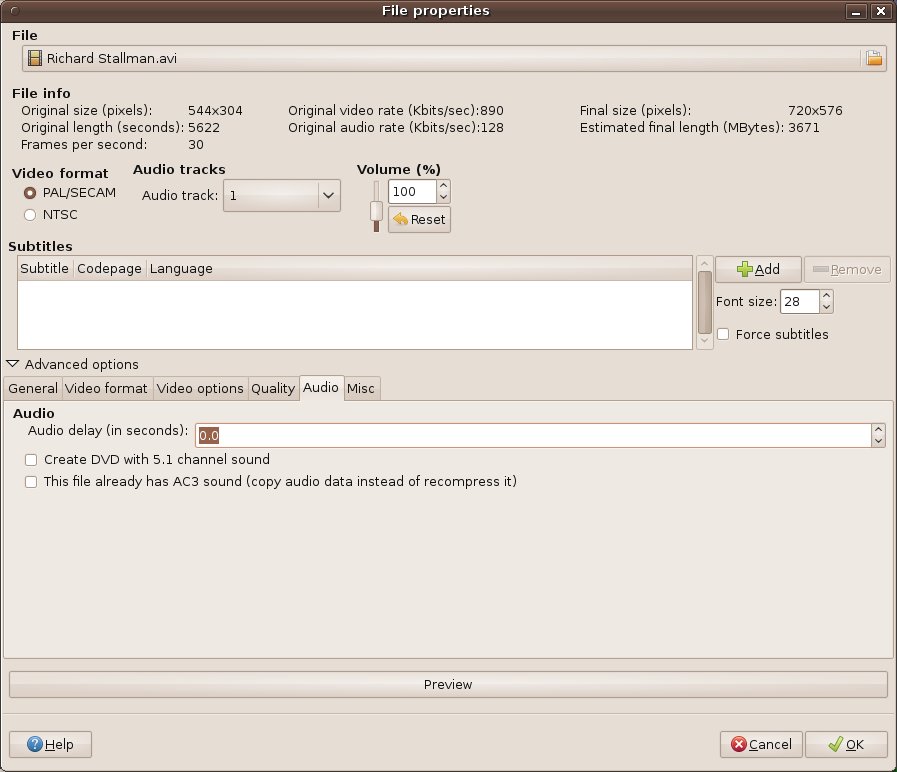 File properties
File
Richard Stallman.avi
File info
Original size (pixels): 544x304 Original video rate (Kbits/sec):890 Final size (pixels): 720x576
Original length (seconds): 5622 Original audio rate (Kbits/sec):128 Estimated final length (MBytes): 3671
Frames per second: 30
Video format Audio tracks Volume (%)
PAL/SECAM Audio track: 1 100
NTSC Reset
Subtitles
Subtitle Codepage Language Add Remove
Font size: 28
Force subtitles
Advanced options
General Video format Video options Quality Audio Misc
Audio
Audio delay (in seconds): 0.0
Create DVD with 5.1 channel sound
This file already has AC3 sound (copy audio data instead of recompress it)
Preview
Help Cancel OK